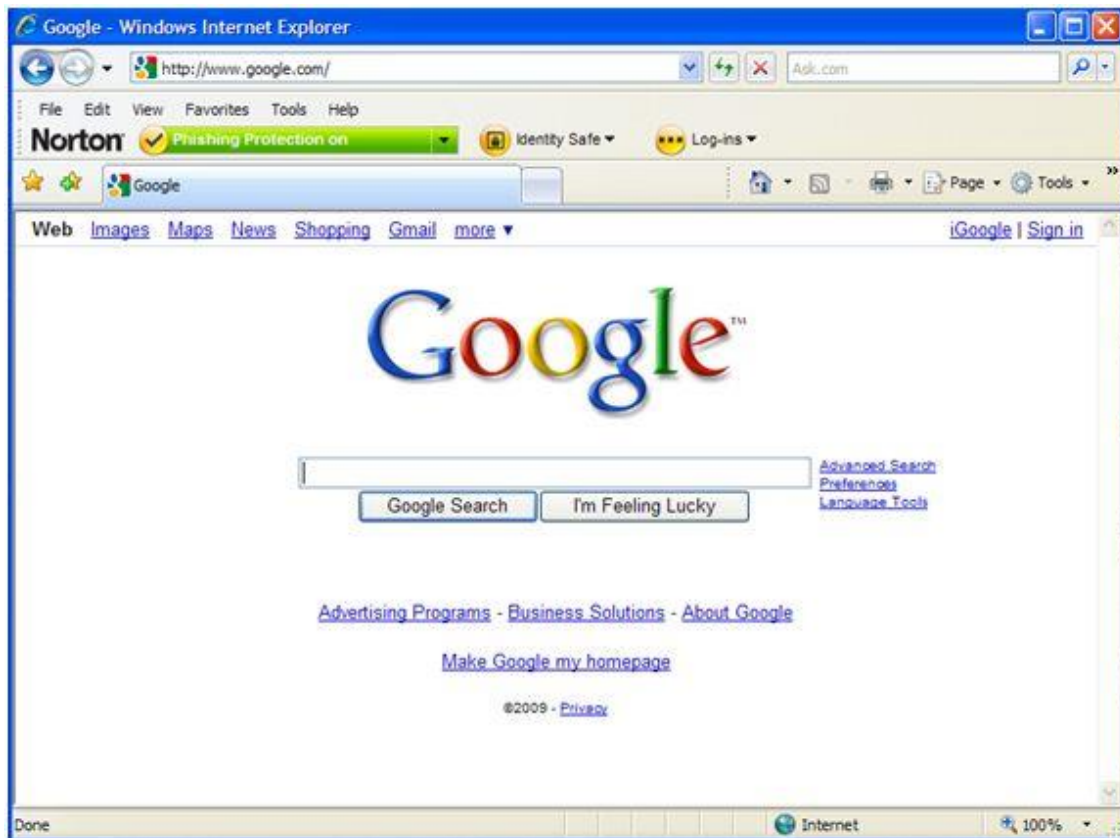 Google - Windows Internet Explorer
http://www.google.com/ Ask.com
File Edit View Favorites Tools Help
Norton Phishing Protection on Identity Safe Log-ins
Google Page Tools
Web Images Maps News Shopping Gmail more iGoogle | Sign in
Google™
Advanced Search
Preferences
Language Tools
Google Search I'm Feeling Lucky
Advertising Programs - Business Solutions - About Google
Make Google my homepage
©2009 - Privacy
Done Internet 100%